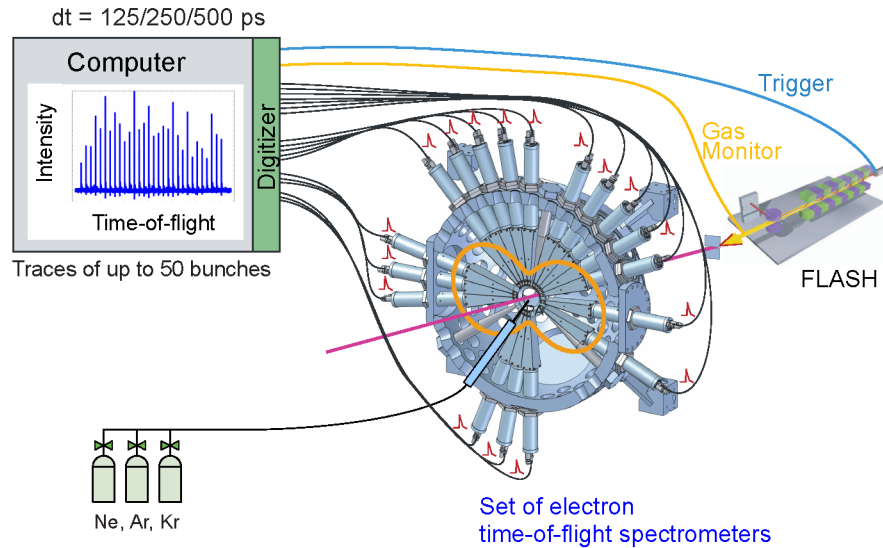 dt = 125/250/500 ps
Computer
Intensity
Time-of-flight
Digitizer
Traces of up to 50 bunches
Trigger
Gas
Monitor
FLASH
Ne, Ar, Kr
Set of electron
time-of-flight spectrometers